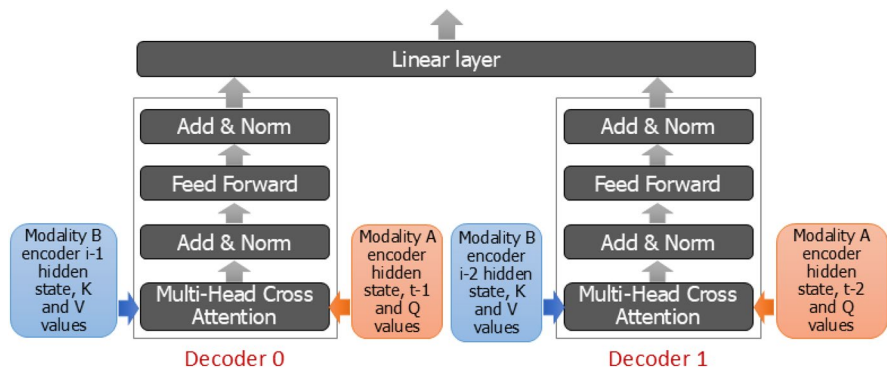 Linear layer
Add & Norm
Feed Forward
Add & Norm
Multi-Head Cross
Attention
Modality B
encoder i-1
hidden
state, K
and V
values
Modality A
encoder
hidden
state, t-1
and Q
values
Decoder 0
Add & Norm
Feed Forward
Add & Norm
Multi-Head Cross
Attention
Modality B
encoder
i-2 hidden
state, K
and V
values
Modality A
encoder
hidden
state, t-2
and Q
values
Decoder 1